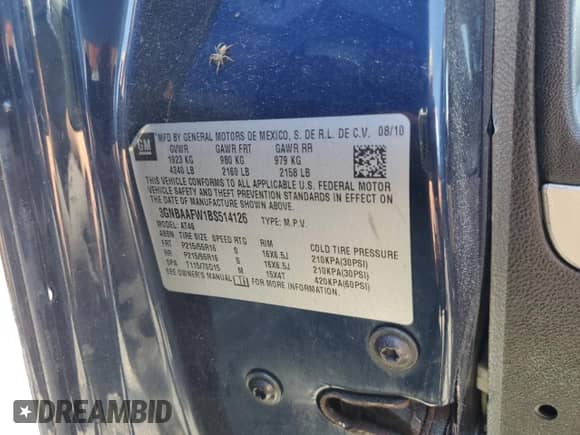 GM
MFD BY GENERAL MOTORS DE MEXICO, S. DE R.L. DE C.V. 08/10
GVWR GAWR FRT GAWR RR
1923 KG 980 KG 979 KG
4240 LB 2160 LB 2158 LB
THIS VEHICLE CONFORMS TO ALL APPLICABLE U.S. FEDERAL MOTOR
VEHICLE SAFETY AND THEFT PREVENTION STANDARDS IN EFFECT ON
THE DATE OF MANUFACTURE SHOWN ABOVE.
3GNBAAFW1BS514126 TYPE: M.P.V.
MODEL: AT46
ABSN TIRE SIZE SPEED RTG RIM COLD TIRE PRESSURE
FRT P215/55R16 S 16X6.5J 210KPA(30PSI)
RR P215/55R16 S 16X6.5J 210KPA(30PSI)
SPA T115/70D15 M 15X4T 420KPA(60PSI)
SEE OWNER'S MANUAL i FOR MORE INFORMATION.
DREAMBID